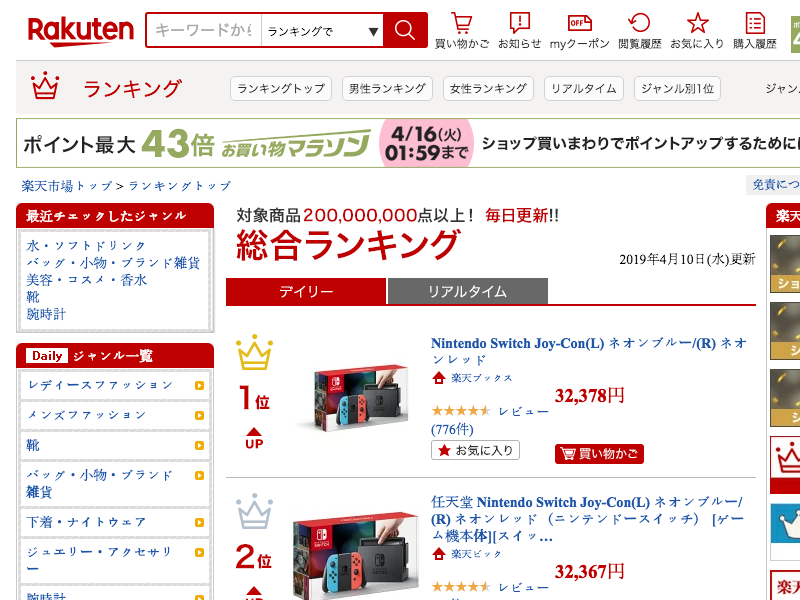 Rakuten
キーワードから
ランキングで
買い物かご
お知らせ
myクーポン
OFF
閲覧履歴
お気に入り
購入履歴
ランキング
ランキングトップ
男性ランキング
女性ランキング
リアルタイム
ジャンル別1位
ジャン
ポイント最大43倍 お買い物マラソン 4/16(火) 01:59まで ショップ買いまわりでポイントアップするために
楽天市場トップ > ランキングトップ
免責につ
最近チェックしたジャンル
水・ソフトドリンク
バッグ・小物・ブランド雑貨
美容・コスメ・香水
靴
腕時計
Daily ジャンル一覧
レディースファッション
メンズファッション
靴
バッグ・小物・ブランド
雑貨
下着・ナイトウェア
ジュエリー・アクセサリ
ー
腕時計
対象商品200,000,000点以上! 毎日更新!!
総合ランキング
2019年4月10日(水)更新
デイリー
リアルタイム
1位
UP
Nintendo Switch Joy-Con(L) ネオンブルー/(R) ネオ
ンレッド
楽天ブックス
32,378円
レビュー
(776件)
お気に入り
買い物かご
2位
UP
任天堂 Nintendo Switch Joy-Con(L) ネオンブルー/
(R) ネオンレッド（ニンテンドースイッチ） [ゲー
ム機本体][スイッ...
楽天ビック
32,367円
レビュー
楽天
ショ
ショ
楽天